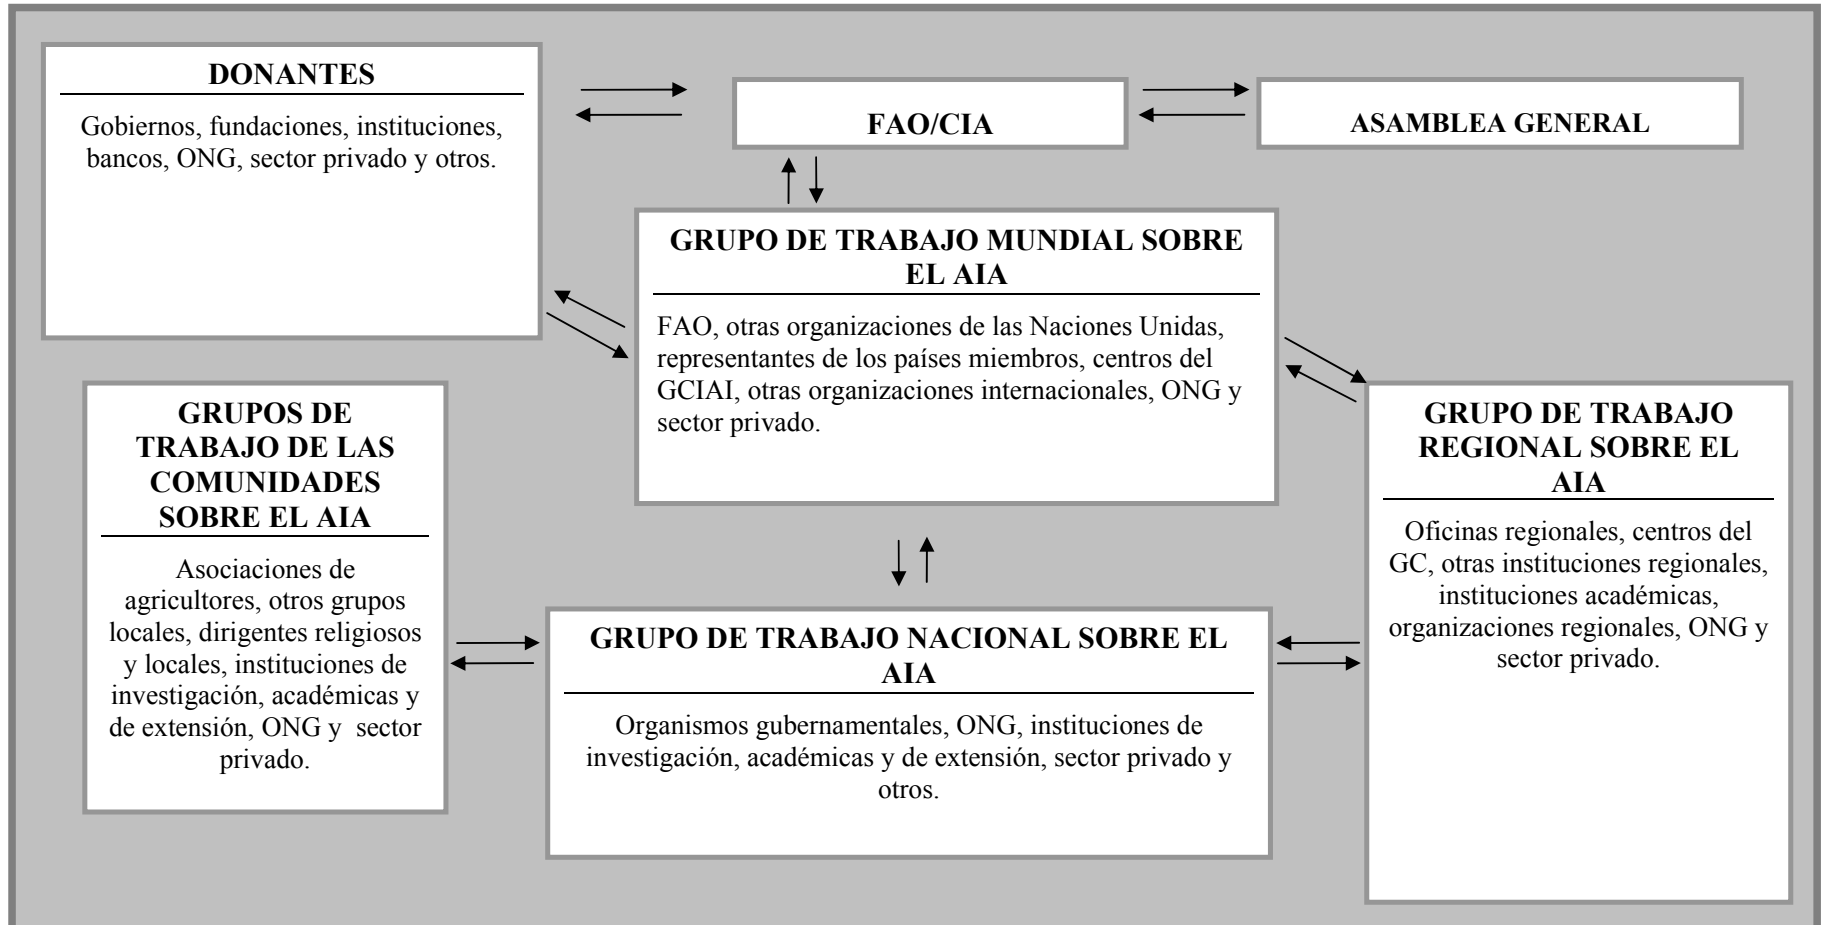 DONANTES
Gobiernos, fundaciones, instituciones,
bancos, ONG, sector privado y otros.
FAO/CIA
ASAMBLEA GENERAL
GRUPO DE TRABAJO MUNDIAL SOBRE
EL AIA
FAO, otras organizaciones de las Naciones Unidas,
representantes de los países miembros, centros del
GCIAI, otras organizaciones internacionales, ONG y
sector privado.
GRUPOS DE
TRABAJO DE LAS
COMUNIDADES
SOBRE EL AIA
Asociaciones de
agricultores, otros grupos
locales, dirigentes religiosos
y locales, instituciones de
investigación, académicas y
de extensión, ONG y  sector
privado.
GRUPO DE TRABAJO
REGIONAL SOBRE EL
AIA
Oficinas regionales, centros del
GC, otras instituciones regionales,
instituciones académicas,
organizaciones regionales, ONG y
sector privado.
GRUPO DE TRABAJO NACIONAL SOBRE EL
AIA
Organismos gubernamentales, ONG, instituciones de
investigación, académicas y de extensión, sector privado y
otros.